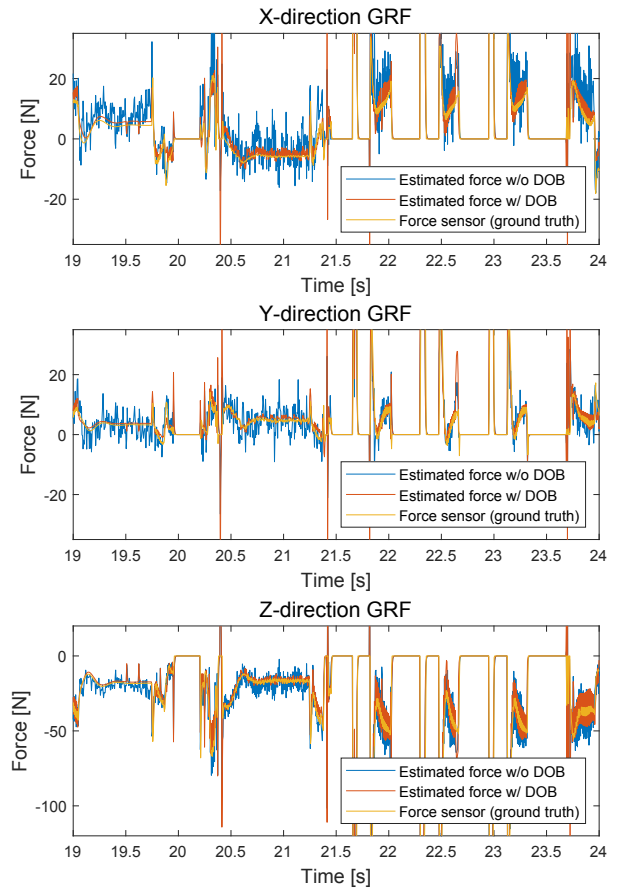 X-direction GRF
Force [N]
20
0
-20
Estimated force w/o DOB
Estimated force w/ DOB
Force sensor (ground truth)
19 19.5 20 20.5 21 21.5 22 22.5 23 23.5 24
Time [s]
Y-direction GRF
Force [N]
20
0
-20
Estimated force w/o DOB
Estimated force w/ DOB
Force sensor (ground truth)
19 19.5 20 20.5 21 21.5 22 22.5 23 23.5 24
Time [s]
Z-direction GRF
Force [N]
0
-50
-100
Estimated force w/o DOB
Estimated force w/ DOB
Force sensor (ground truth)
19 19.5 20 20.5 21 21.5 22 22.5 23 23.5 24
Time [s]